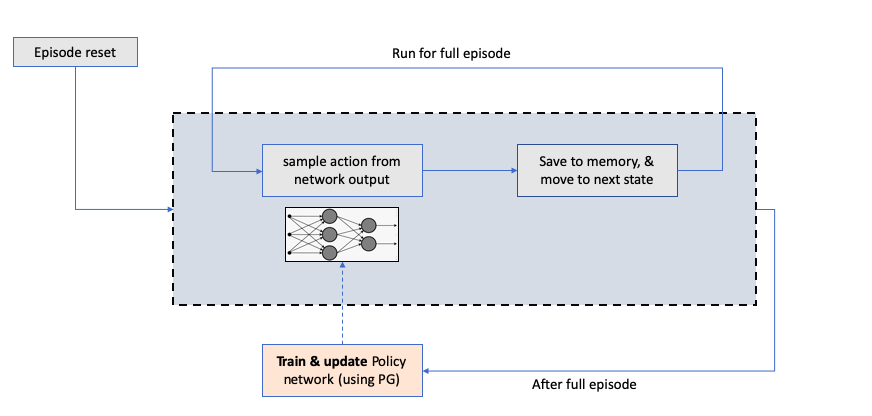 Episode reset
Run for full episode
sample action from
network output
Save to memory, &
move to next state
Train & update Policy
network (using PG)
After full episode